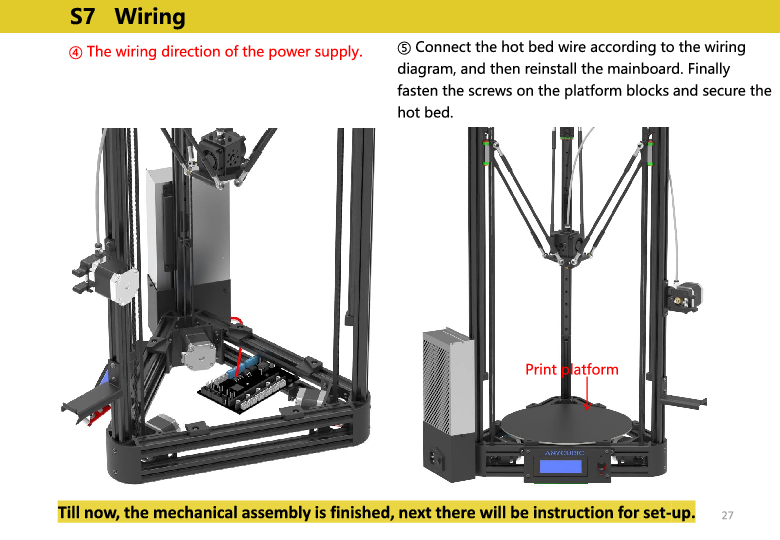 S7 Wiring
④ The wiring direction of the power supply.
⑤ Connect the hot bed wire according to the wiring
diagram, and then reinstall the mainboard. Finally
fasten the screws on the platform blocks and secure the
hot bed.
Print platform
ANYCUBIC
Till now, the mechanical assembly is finished, next there will be instruction for set-up.
27